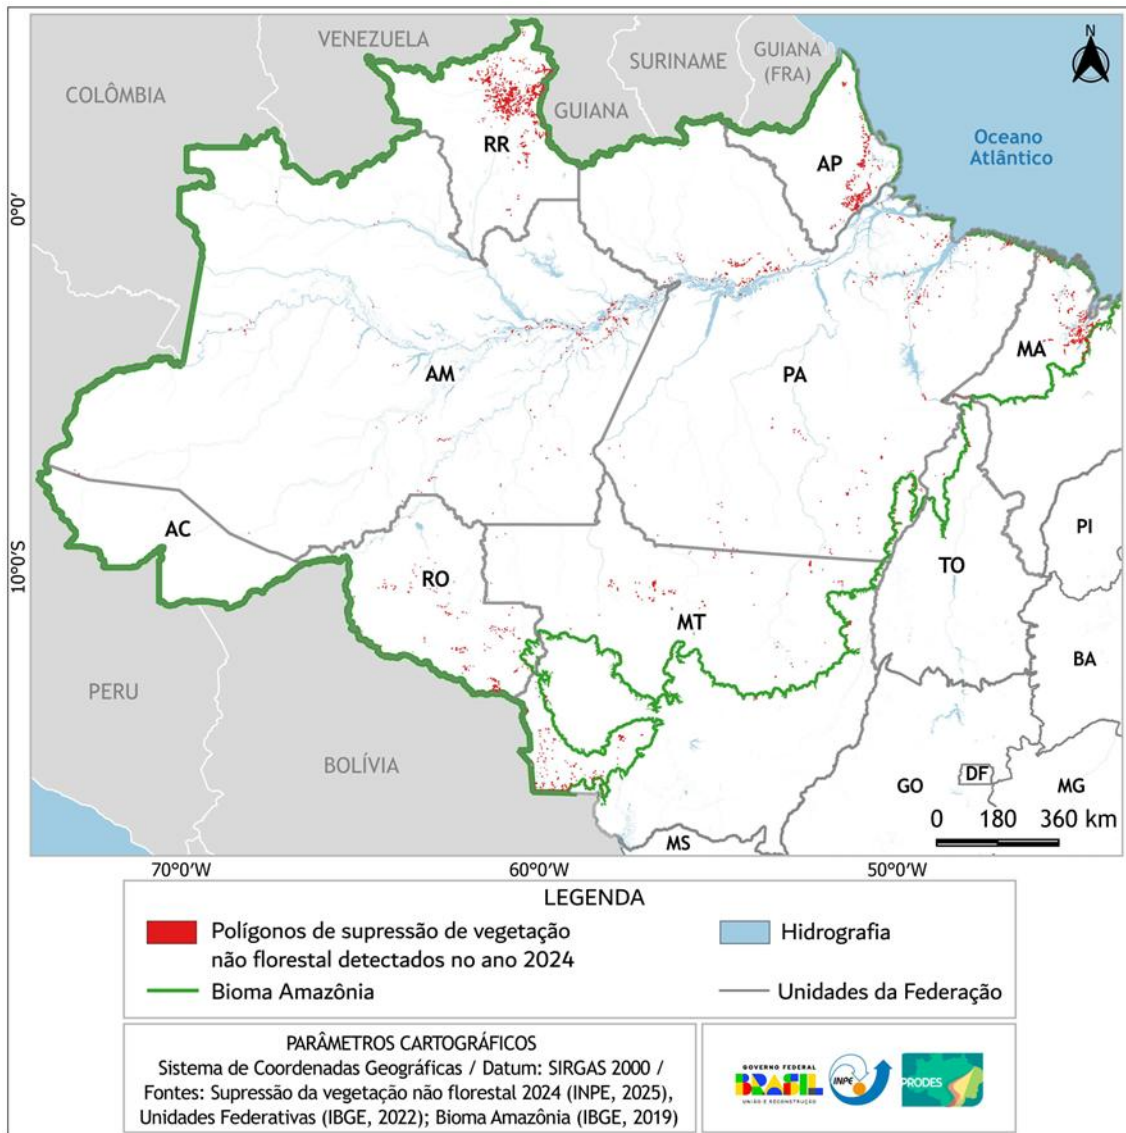 N
VENEZUELA
SURINAME
GUIANA
(FRA)
COLÔMBIA
GUIANA
Oceano
Atlântico
RR
AP
0°0'
AM
PA
MA
AC
PI
10°0'S
RO
TO
MT
BA
PERU
BOLÍVIA
GO
DF
MG
0 180 360 km
MS
70°0'W 60°0'W 50°0'W
LEGENDA
Polígonos de supressão de vegetação
não florestal detectados no ano 2024
Hidrografia
Bioma Amazônia
Unidades da Federação
PARÂMETROS CARTOGRÁFICOS
Sistema de Coordenadas Geográficas / Datum: SIRGAS 2000 /
Fontes: Supressão da vegetação não florestal 2024 (INPE, 2025),
Unidades Federativas (IBGE, 2022); Bioma Amazônia (IBGE, 2019)
GOVERNO FEDERAL
BRASIL
UNIÃO E RECONSTRUÇÃO
INPE
PRODES